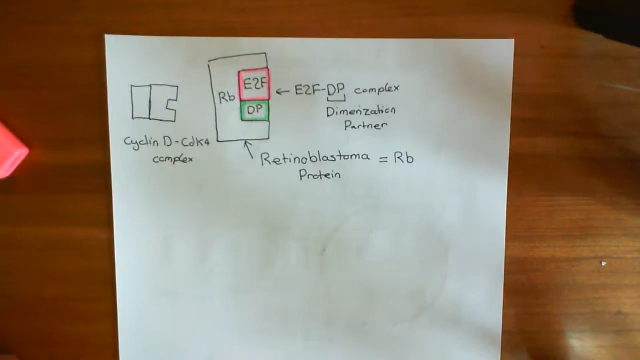 Rb
E2F
DP
← E2F-DP complex
Dimerization
Partner
Cyclin D-Cdk4
complex
Retinoblastoma = Rb
Protein